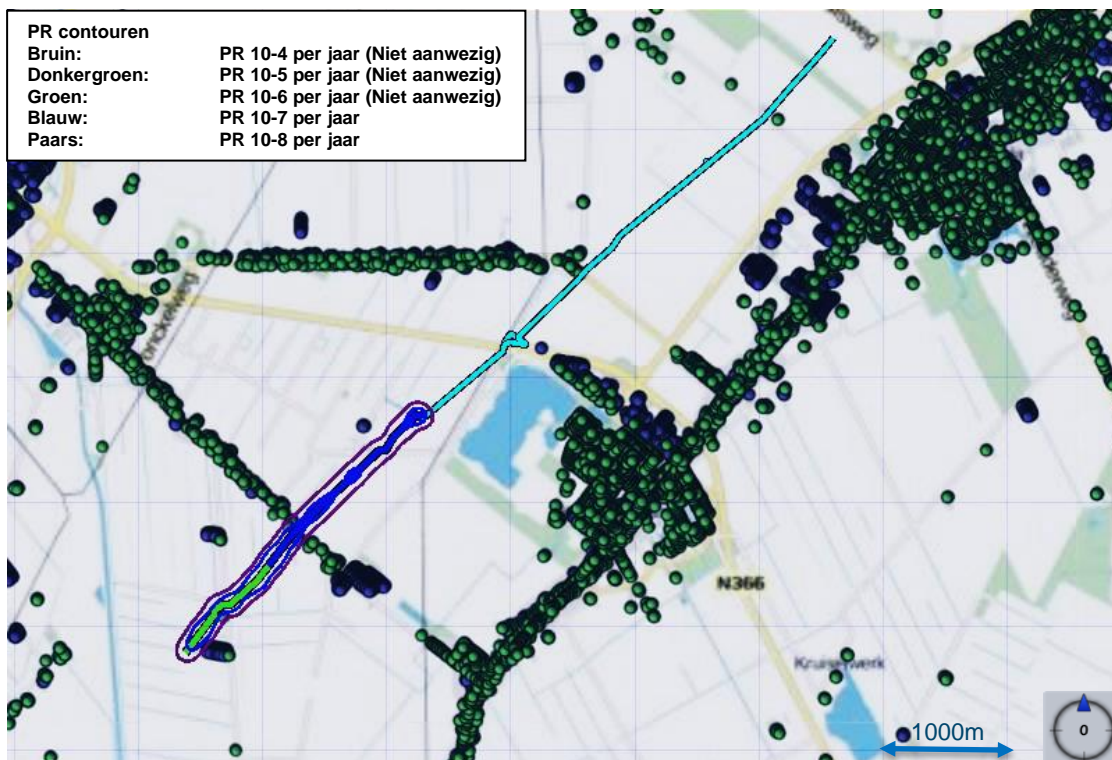 PR contouren
Bruin: PR 10-4 per jaar (Niet aanwezig)
Donkergroen: PR 10-5 per jaar (Niet aanwezig)
Groen: PR 10-6 per jaar (Niet aanwezig)
Blauw: PR 10-7 per jaar
Paars: PR 10-8 per jaar
N366
1000m
0